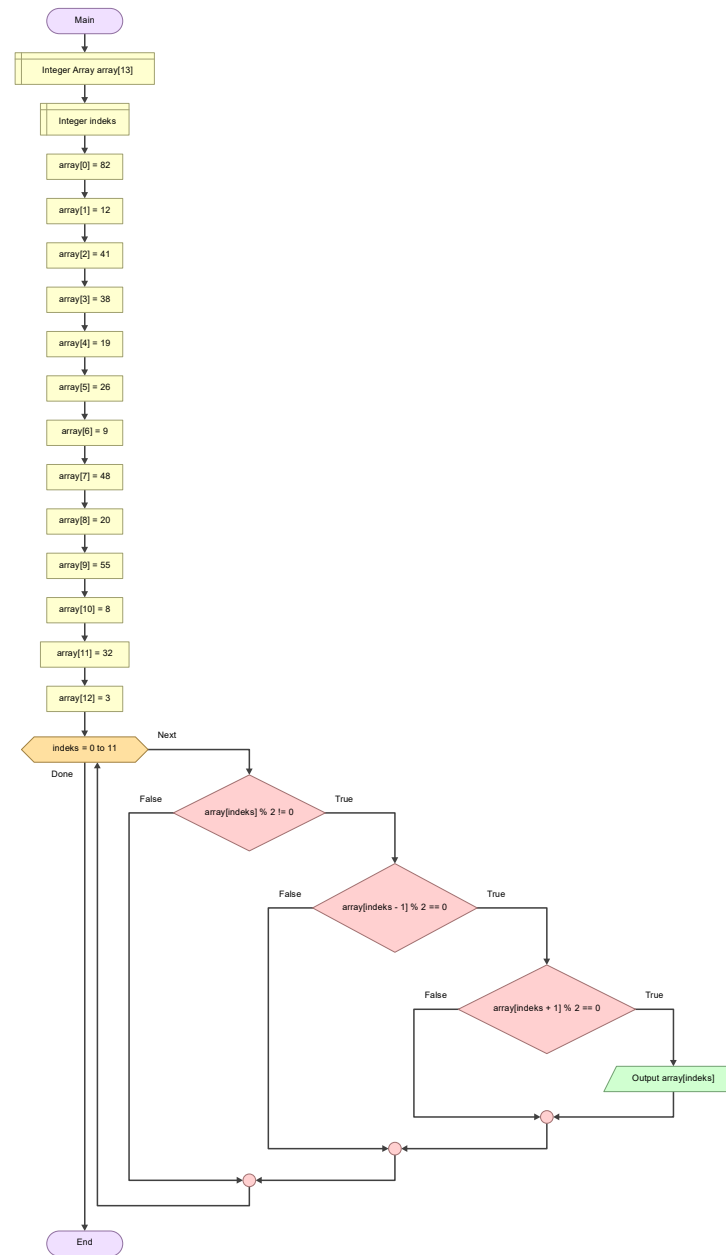 Main
Integer Array array[13]
Integer indeks
array[0] = 82
array[1] = 12
array[2] = 41
array[3] = 38
array[4] = 19
array[5] = 26
array[6] = 9
array[7] = 48
array[8] = 20
array[9] = 55
array[10] = 8
array[11] = 32
array[12] = 3
indeks = 0 to 11
Next
Done
array[indeks] % 2 != 0
False
True
array[indeks - 1] % 2 == 0
False
True
array[indeks + 1] % 2 == 0
False
True
Output array[indeks]
End